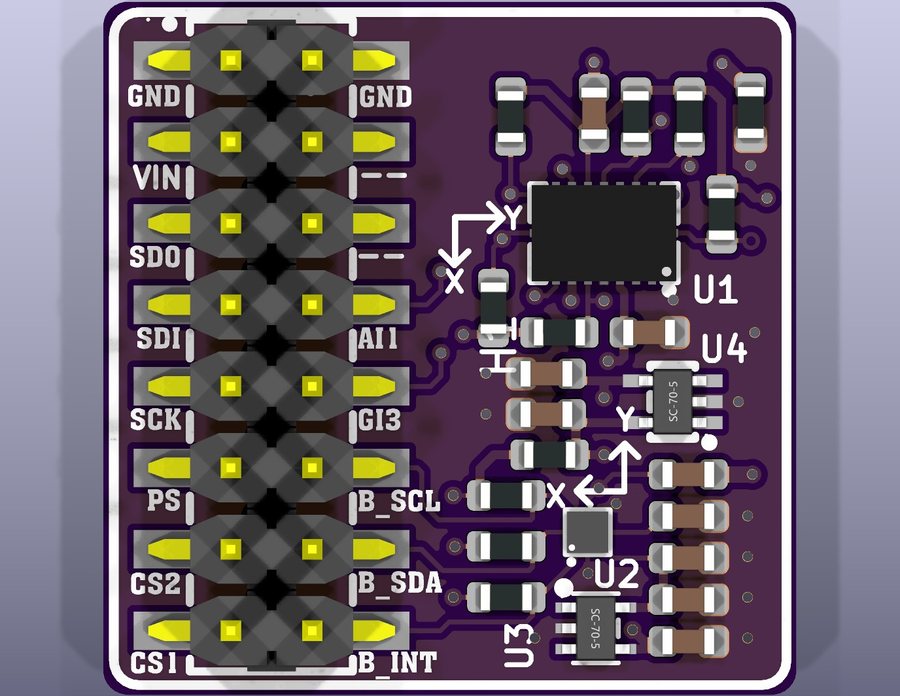 GND GND
VIN --
SDO --
SDI AI1
SCK GI3
PS B_SCL
CS2 B_SDA
CS1 B_INT
Y
X
U1
U4
SC-70-5
H
Y
X
U2
U3
SC-70-5